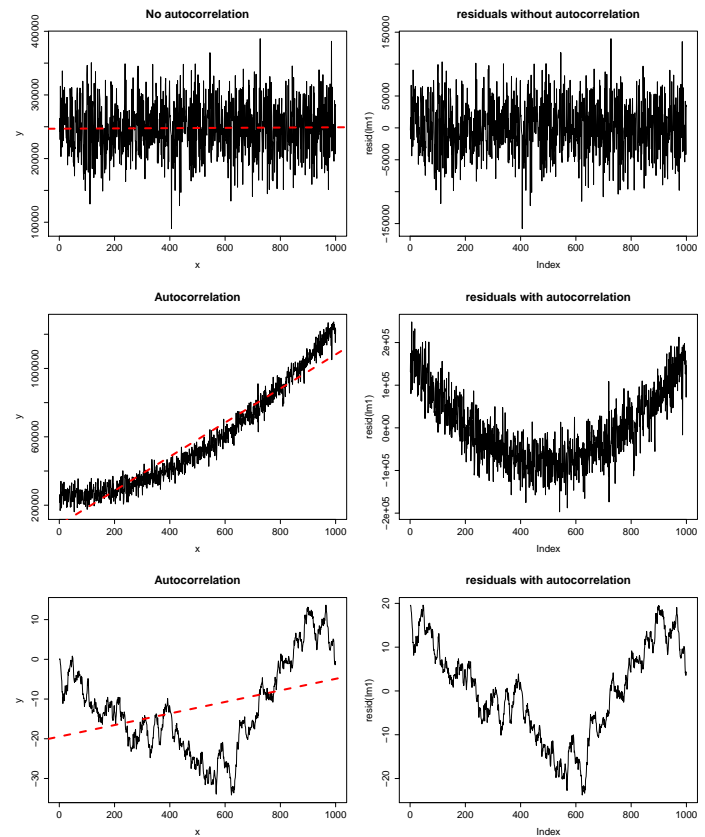 No autocorrelation
400000
300000
200000
100000
y
0 200 400 600 800 1000
x
residuals without autocorrelation
150000
50000
0
−50000
−150000
resid(lm1)
0 200 400 600 800 1000
Index
Autocorrelation
1000000
600000
200000
y
0 200 400 600 800 1000
x
residuals with autocorrelation
2e+05
1e+05
0e+00
−1e+05
−2e+05
resid(lm1)
0 200 400 600 800 1000
Index
Autocorrelation
10
0
−10
−20
−30
y
0 200 400 600 800 1000
x
residuals with autocorrelation
20
10
0
−10
−20
resid(lm1)
0 200 400 600 800 1000
Index